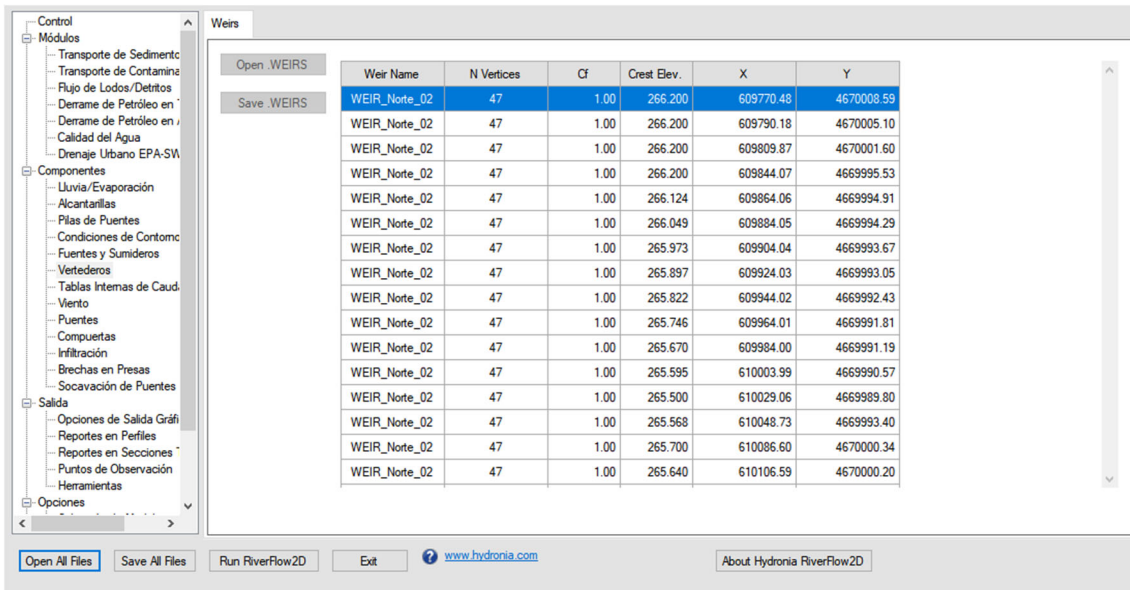 Control
Módulos
Transporte de Sedimento
Transporte de Contamina
Flujo de Lodos/Detritos
Derrame de Petróleo en
Derrame de Petróleo en
Calidad del Agua
Drenaje Urbano EPA-SW
Componentes
Lluvia/Evaporación
Alcantarillas
Pilas de Puentes
Condiciones de Contorno
Fuentes y Sumideros
Vertederos
Tablas Internas de Cauda
Viento
Puentes
Compuertas
Infiltración
Brechas en Presas
Socavación de Puentes
Salida
Opciones de Salida Gráfi
Reportes en Perfiles
Reportes en Secciones
Puntos de Observación
Herramientas
Opciones
Weirs
Open .WEIRS
Save .WEIRS
Weir Name N Vertices Cf Crest Elev. X Y
WEIR_Norte_02 47 1.00 266.200 609770.48 4670008.59
WEIR_Norte_02 47 1.00 266.200 609790.18 4670005.10
WEIR_Norte_02 47 1.00 266.200 609809.87 4670001.60
WEIR_Norte_02 47 1.00 266.200 609844.07 4669995.53
WEIR_Norte_02 47 1.00 266.124 609864.06 4669994.91
WEIR_Norte_02 47 1.00 266.049 609884.05 4669994.29
WEIR_Norte_02 47 1.00 265.973 609904.04 4669993.67
WEIR_Norte_02 47 1.00 265.897 609924.03 4669993.05
WEIR_Norte_02 47 1.00 265.822 609944.02 4669992.43
WEIR_Norte_02 47 1.00 265.746 609964.01 4669991.81
WEIR_Norte_02 47 1.00 265.670 609984.00 4669991.19
WEIR_Norte_02 47 1.00 265.595 610003.99 4669990.57
WEIR_Norte_02 47 1.00 265.500 610029.06 4669989.80
WEIR_Norte_02 47 1.00 265.568 610048.73 4669993.40
WEIR_Norte_02 47 1.00 265.700 610086.60 4670000.34
WEIR_Norte_02 47 1.00 265.640 610106.59 4670000.20
Open All Files Save All Files Run RiverFlow2D Exit ? www.hydronia.com About Hydronia RiverFlow2D